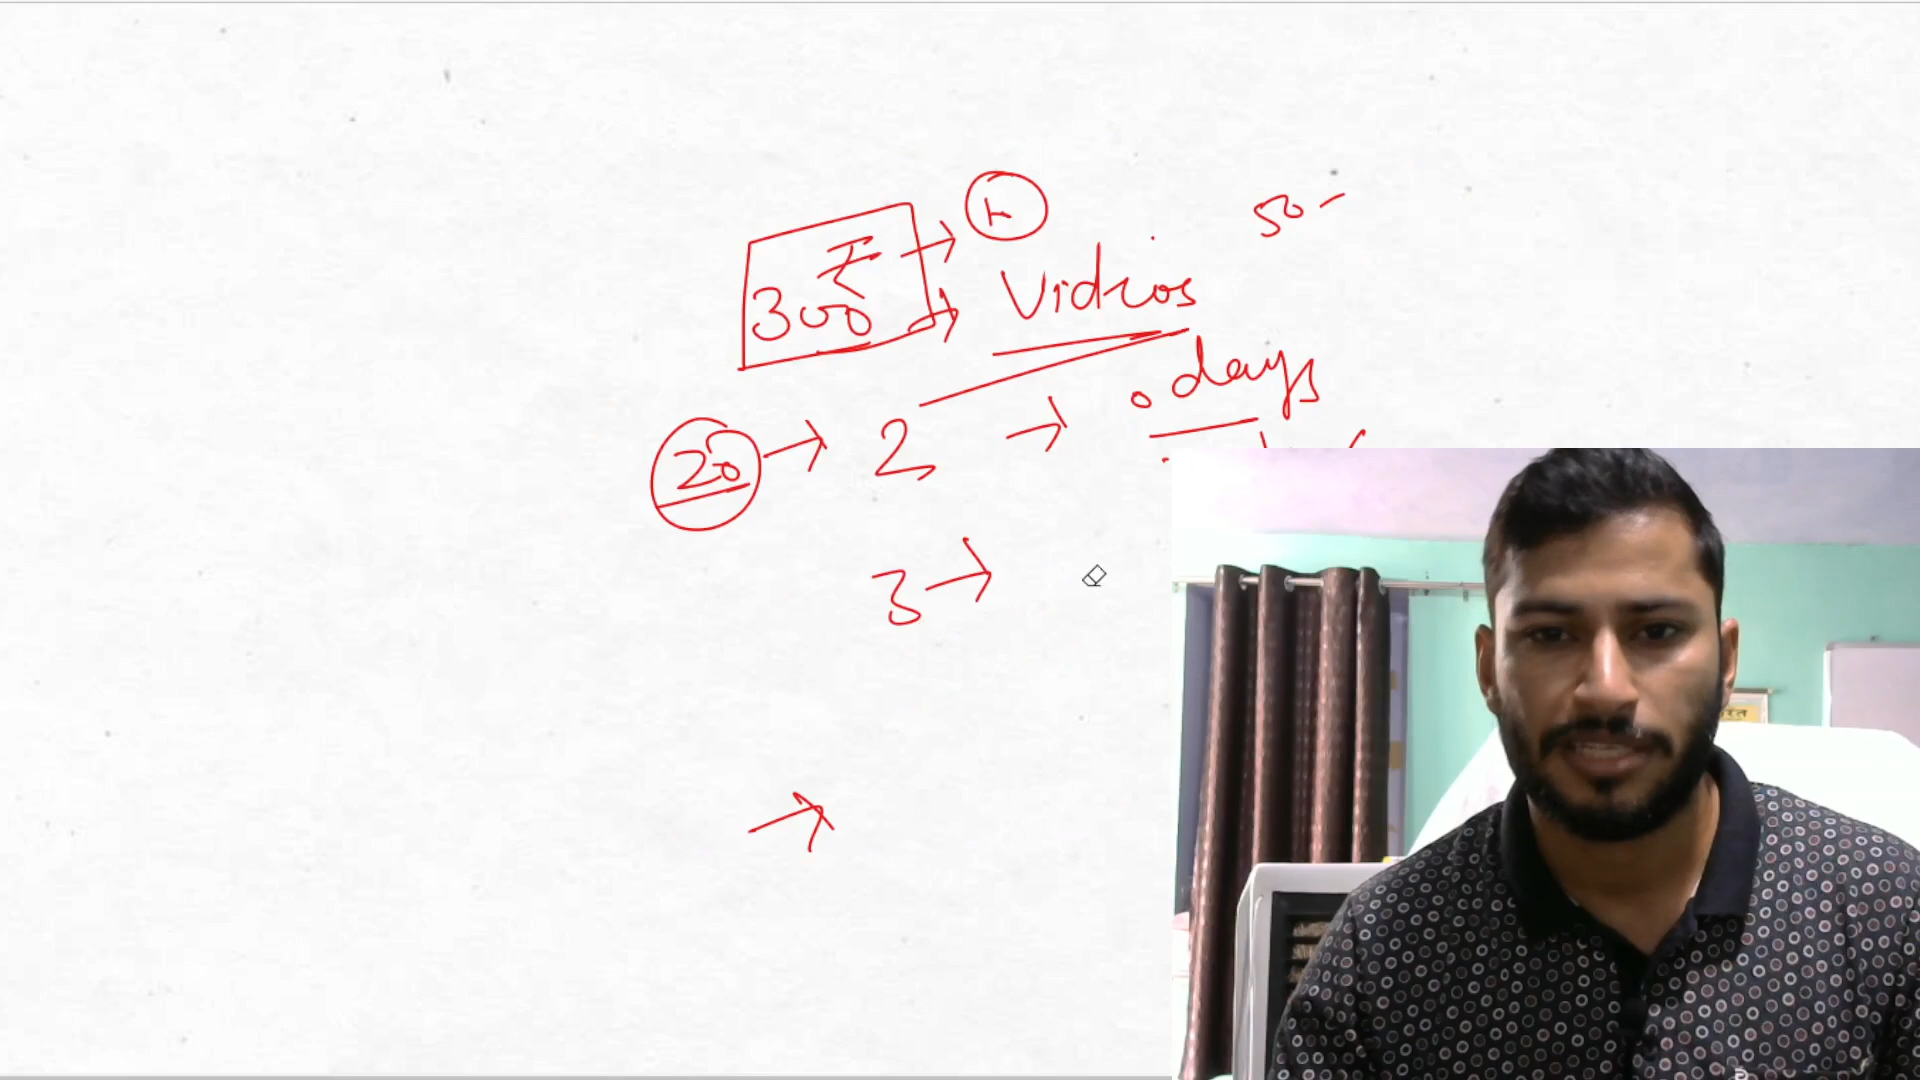 50-
300 ₹
Videos
days
20 → 2 →
3 →